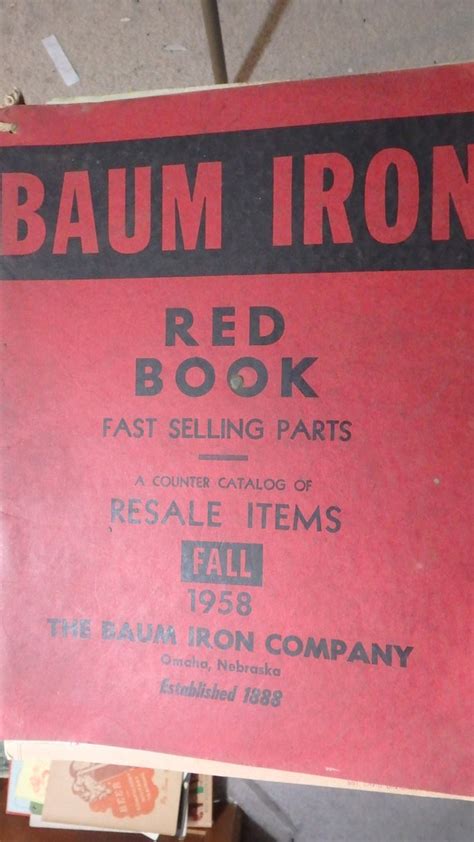 BAUM IRON
RED
BOOK
FAST SELLING PARTS
A COUNTER CATALOG OF
RESALE ITEMS
FALL
1958
THE BAUM IRON COMPANY
Omaha, Nebraska
Established 1888
BEER